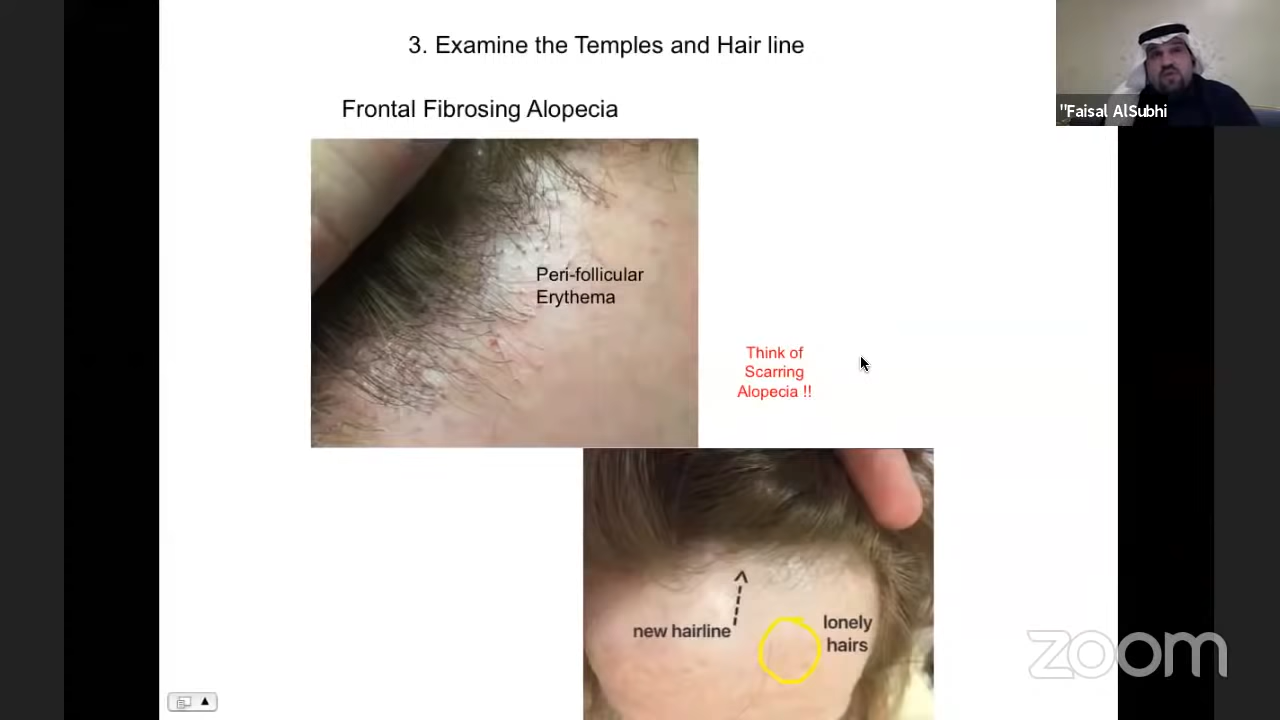 3. Examine the Temples and Hair line
"Faisal AlSubhi
Frontal Fibrosing Alopecia
Peri-follicular
Erythema
Think of
Scarring
Alopecia !!
new hairline
lonely
hairs
zoom